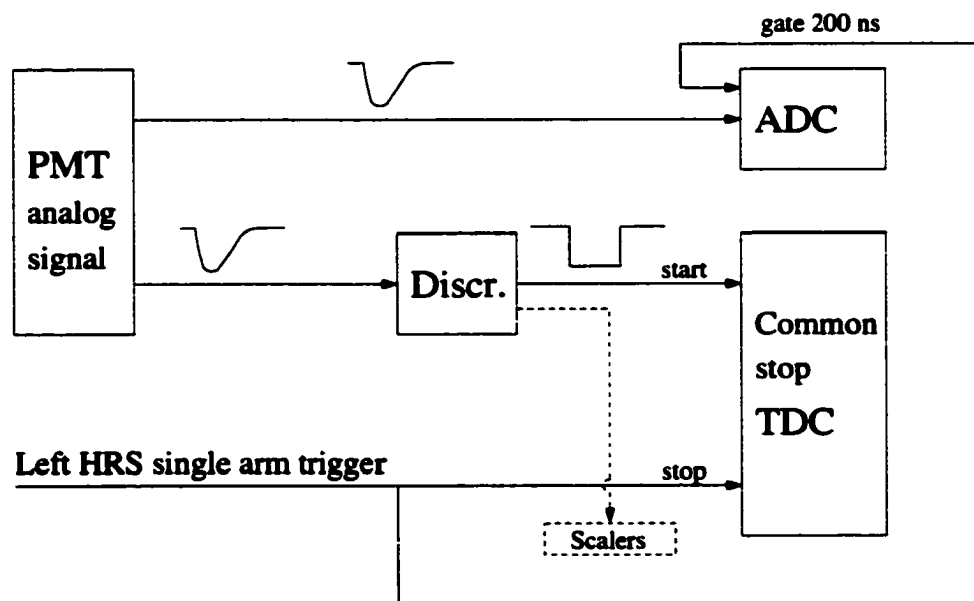 gate 200 ns
ADC
PMT
analog
signal
Discr.
start
Common
stop
TDC
Left HRS single arm trigger
stop
Scalers